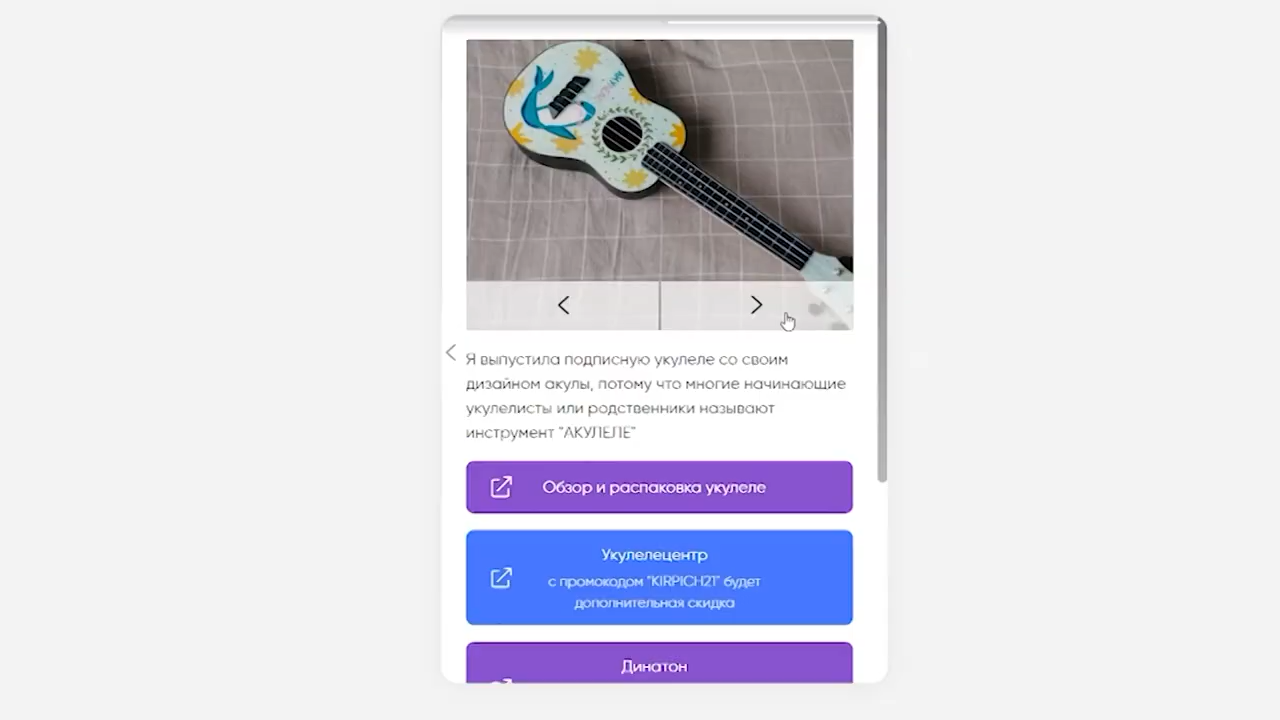 Я выпустила подписную укулеле со своим
дизайном акулы, потому что многие начинающие
укулелисты или родственники называют
инструмент "АКУЛЕЛЕ"
Обзор и распаковка укулеле
Укулелецентр
с промокодом "KIRPICH21" будет
дополнительная скидка
Динатон